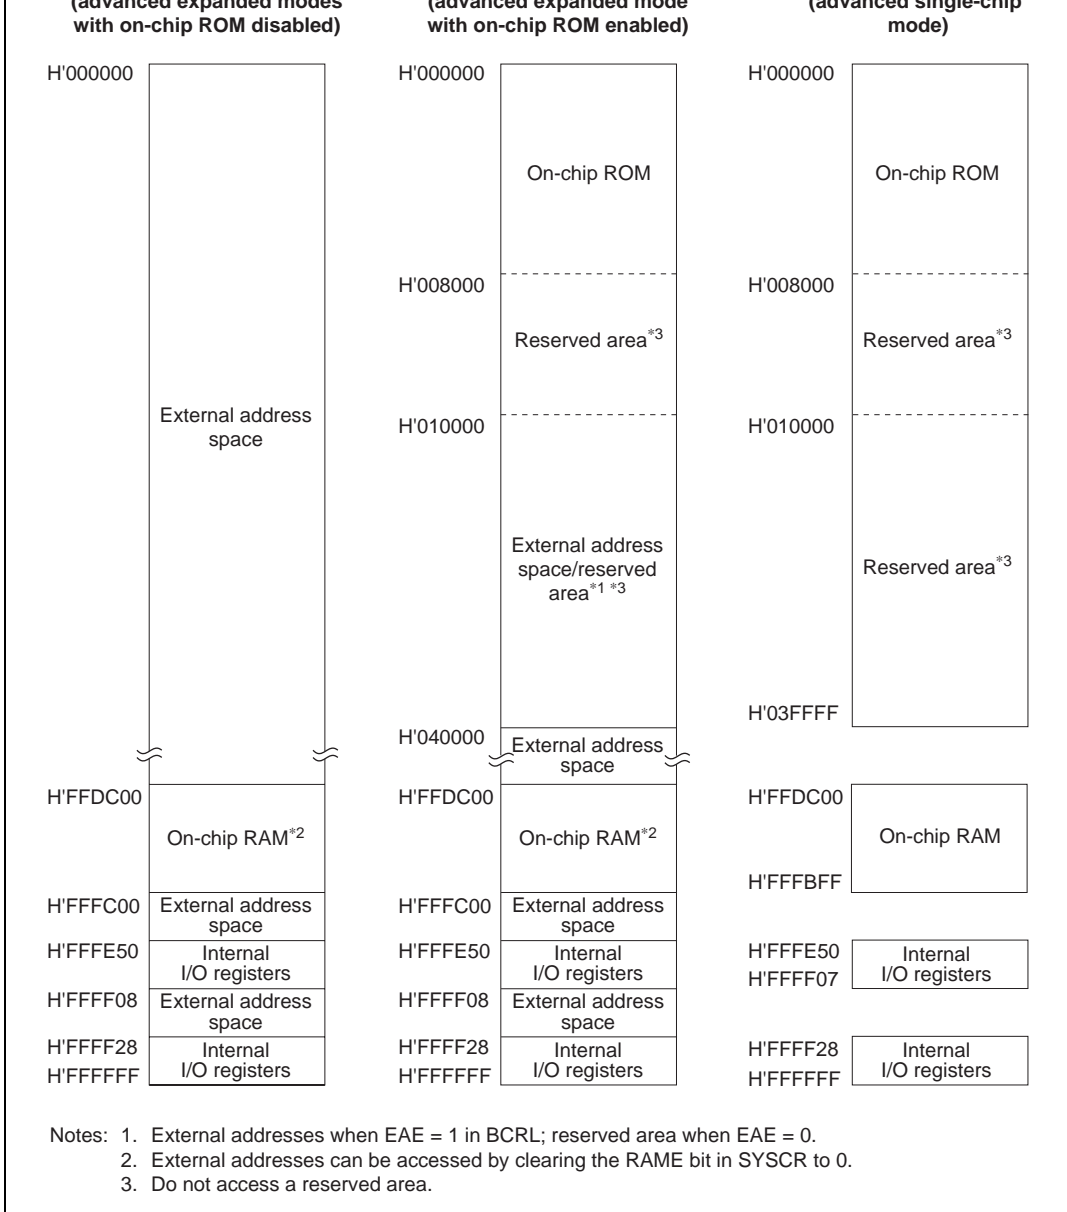 (advanced expanded modes
with on-chip ROM disabled)
H'000000
External address
space
H'FFDC00
On-chip RAM*2
H'FFFC00
External address
space
H'FFFE50
Internal
I/O registers
H'FFFF08
External address
space
H'FFFF28
Internal
I/O registers
H'FFFFFF
(advanced expanded mode
with on-chip ROM enabled)
H'000000
On-chip ROM
H'008000
Reserved area*3
H'010000
External address
space/reserved
area*1 *3
H'040000
External address
space
H'FFDC00
On-chip RAM*2
H'FFFC00
External address
space
H'FFFE50
Internal
I/O registers
H'FFFF08
External address
space
H'FFFF28
Internal
I/O registers
H'FFFFFF
(advanced single-chip
mode)
H'000000
On-chip ROM
H'008000
Reserved area*3
H'010000
Reserved area*3
H'03FFFF
H'FFDC00
On-chip RAM
H'FFFBFF
H'FFFE50
Internal
I/O registers
H'FFFF07
H'FFFF28
Internal
I/O registers
H'FFFFFF
Notes: 1. External addresses when EAE = 1 in BCRL; reserved area when EAE = 0.
2. External addresses can be accessed by clearing the RAME bit in SYSCR to 0.
3. Do not access a reserved area.